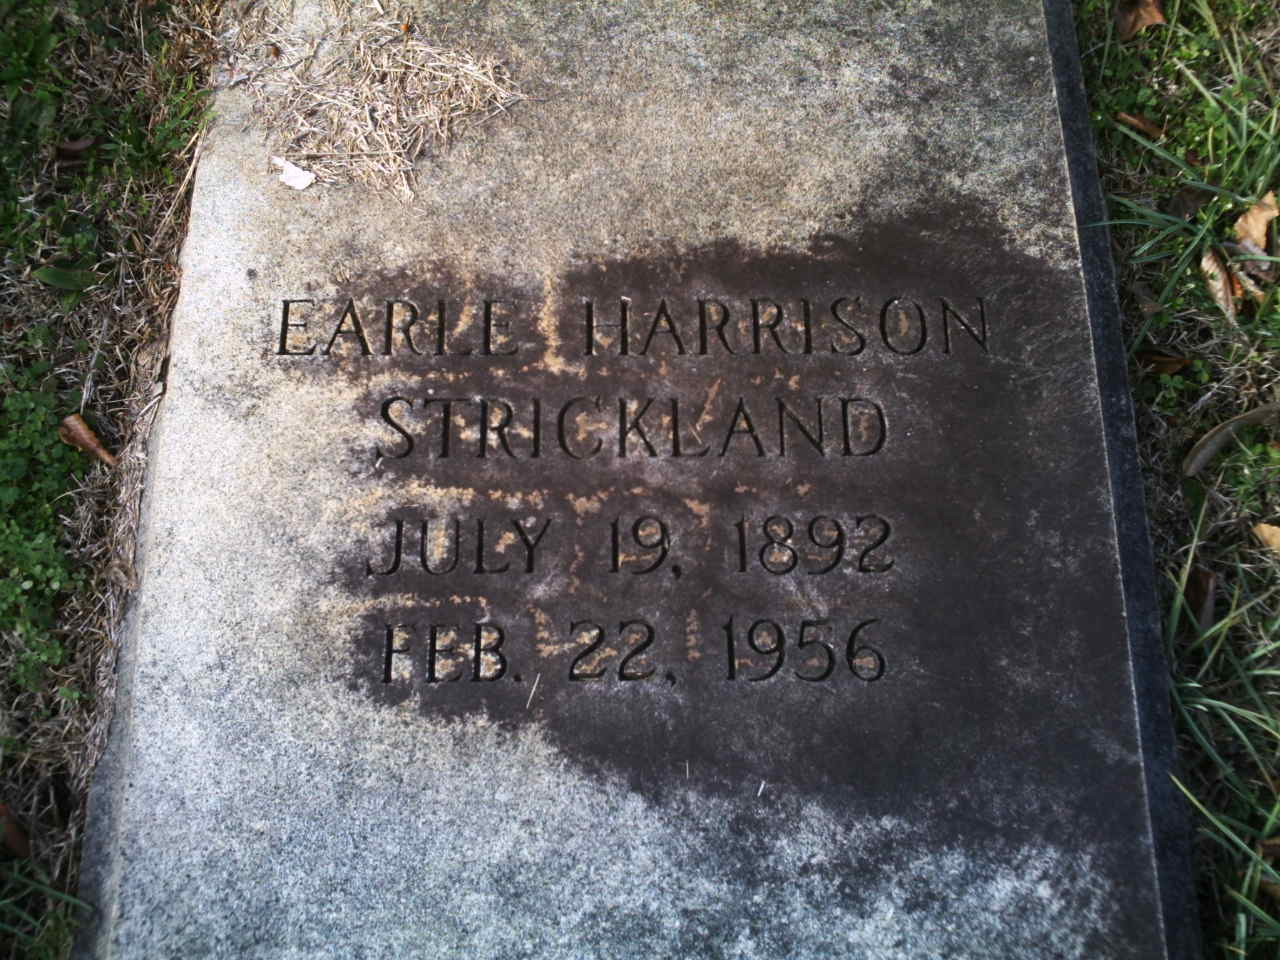 EARLE HARRISON
STRICKLAND
JULY 19, 1892
FEB. 22, 1956